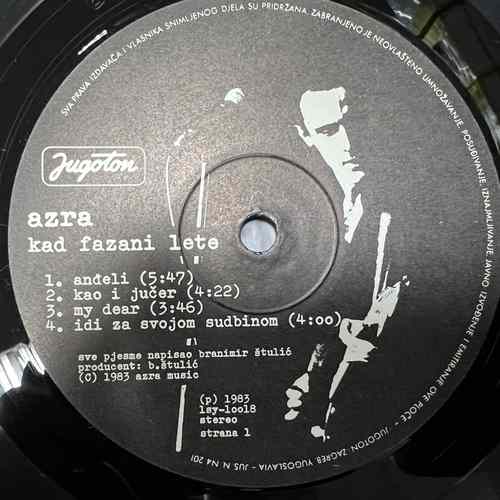 SVA PRAVA IZDAVAČA I VLASNIKA SNIMLJENOG DJELA SU PRIDRŽANA. ZABRANJENO JE NEOVLAŠTENO UMNOŽAVANJE, POSUĐIVANJE, IZNAJMLJIVANJE, JAVNO IZVOĐENJE I EMITIRANJE OVE PLOČE - JUGOTON ZAGREB YUGOSLAVIA - JUS N N4 201
Jugoton
azra
kad fazani lete
1. anđeli (5:47)
2. kao i jučer (4:22)
3. my dear (3:46)
4. idi za svojom sudbinom (4:oo)
sve pjesme napisao branimir štulić
producent: b.štulić
(C) 1983 azra music
(p) 1983
lsy-lool8
stereo
strana 1